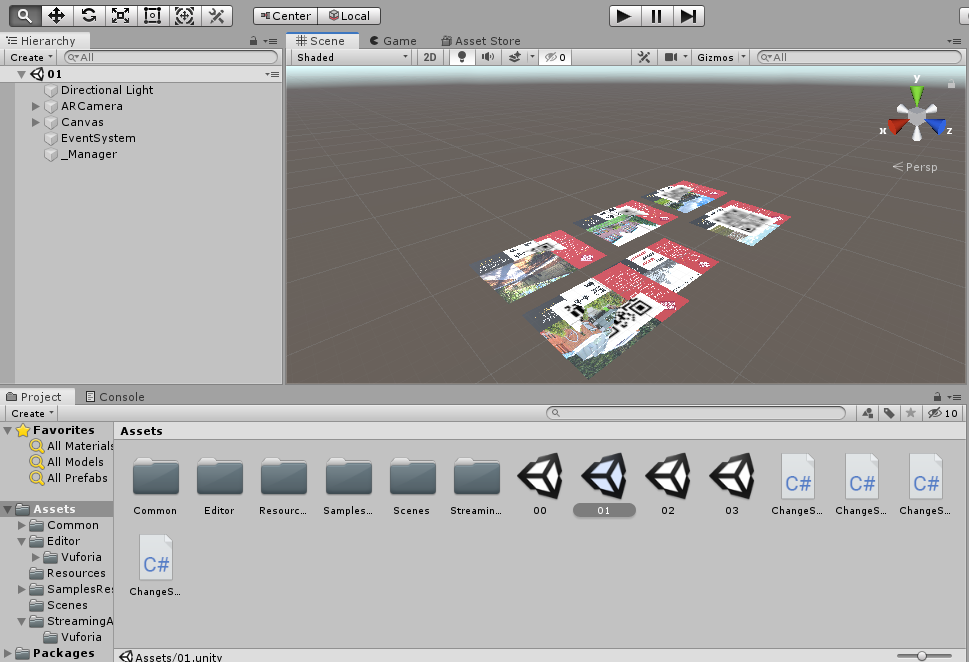 Center Local
Hierarchy
Create All
01
Directional Light
ARCamera
Canvas
EventSystem
_Manager
Scene Game Asset Store
Shaded 2D 0 Gizmos All
y
x z
Persp
Project Console
Create 10
Favorites
All Materials
All Models
All Prefabs
Assets
Common
Editor
Vuforia
Resources
SamplesRes
Scenes
StreamingA
Vuforia
Packages
Assets
C# C# C#
Common Editor Resourc... Samples... Scenes Streamin... 00 01 02 03 ChangeS... ChangeS... ChangeS...
C#
ChangeS...
Assets/01.unity